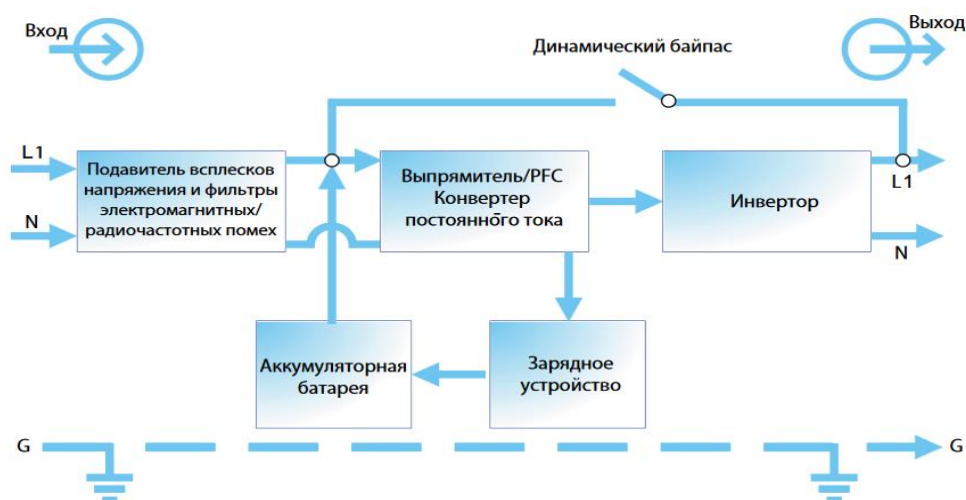 Вход
Выход
Динамический байпас
L1
Подавитель всплесков
напряжения и фильтры
электромагнитных/
радиочастотных помех
N
Выпрямитель/PFC
Конвертер
постоянного тока
Инвертор
L1
N
Аккумуляторная
батарея
Зарядное
устройство
G
G